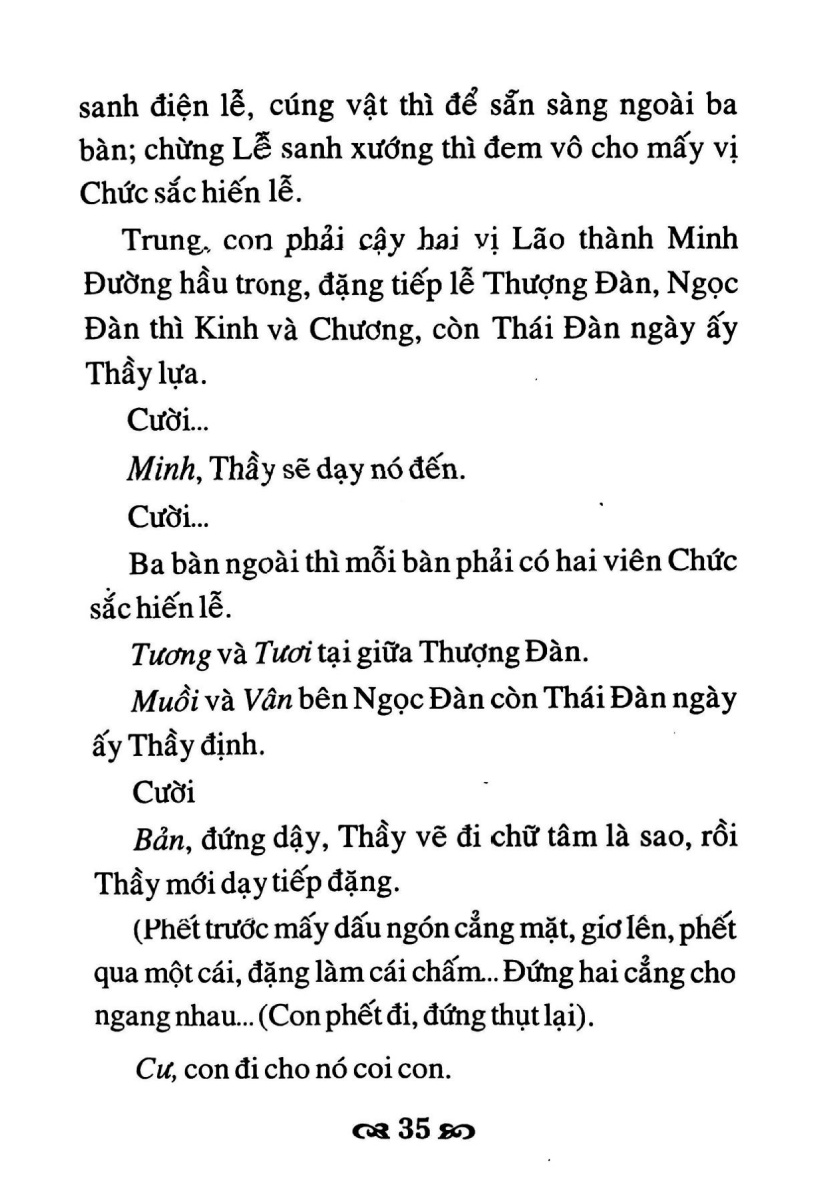 sanh điện lễ, cúng vật thì để sẵn sàng ngoài ba
bàn; chừng Lễ sanh xướng thì đem vô cho mấy vị
Chức sắc hiến lễ.
Trung, con phải cậy hai vị Lão thành Minh
Đường hầu trong, đặng tiếp lễ Thượng Đàn, Ngọc
Đàn thì Kinh và Chương, còn Thái Đàn ngày ấy
Thầy lựa.
Cười...
Minh, Thầy sẽ dạy nó đến.
Cười...
Ba bàn ngoài thì mỗi bàn phải có hai viên Chức
sắc hiến lễ.
Tương và Tươi tại giữa Thượng Đàn.
Muồi và Vân bên Ngọc Đàn còn Thái Đàn ngày
ấy Thầy định.
Cười
Bản, đứng dậy, Thầy vẽ đi chữ tâm là sao, rồi
Thầy mới dạy tiếp đặng.
(Phết trước mấy dấu ngón cẳng mặt, giơ lên, phết
qua một cái, đặng làm cái chấm... Đứng hai cẳng cho
ngang nhau... (Con phết đi, đứng thụt lại).
Cư, con đi cho nó coi con.
35